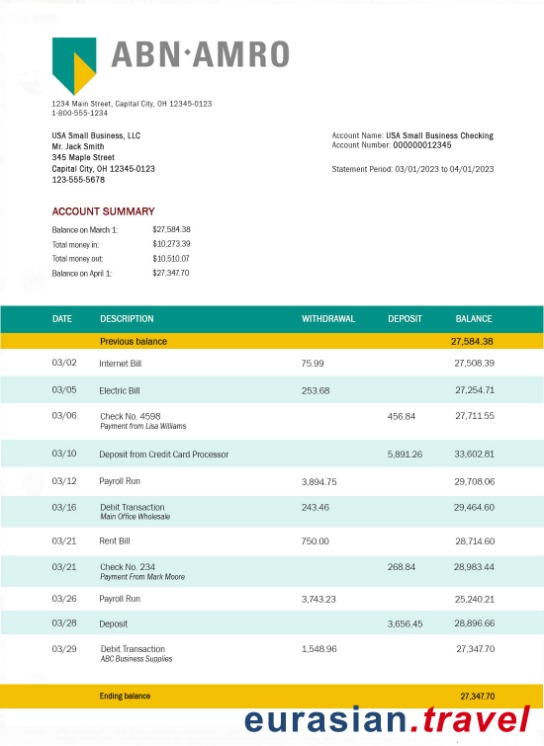 ABN·AMRO
1234 Main Street, Capital City, OH 12345-0123
1-800-555-1234
USA Small Business, LLC
Mr. Jack Smith
345 Maple Street
Capital City, OH 12345-0123
123-555-5678
Account Name: USA Small Business Checking
Account Number: 000000012345
Statement Period: 03/01/2023 to 04/01/2023
ACCOUNT SUMMARY
Balance on March 1: $27,584.38
Total money in: $10,273.39
Total money out: $10,510.07
Balance on April 1: $27,347.70
DATE DESCRIPTION WITHDRAWAL DEPOSIT BALANCE
Previous balance 27,584.38
03/02 Internet Bill 75.99 27,508.39
03/05 Electric Bill 253.68 27,254.71
03/06 Check No. 4598 456.84 27,711.55
Payment from Lisa Williams
03/10 Deposit from Credit Card Processor 5,891.26 33,602.81
03/12 Payroll Run 3,894.75 29,708.06
03/16 Debit Transaction 243.46 29,464.60
Main Office Wholesale
03/21 Rent Bill 750.00 28,714.60
03/21 Check No. 234 268.84 28,983.44
Payment From Mark Moore
03/26 Payroll Run 3,743.23 25,240.21
03/28 Deposit 3,656.45 28,896.66
03/29 Debit Transaction 1,548.96 27,347.70
ABC Business Supplies
Ending balance 27,347.70
eurasian.travel